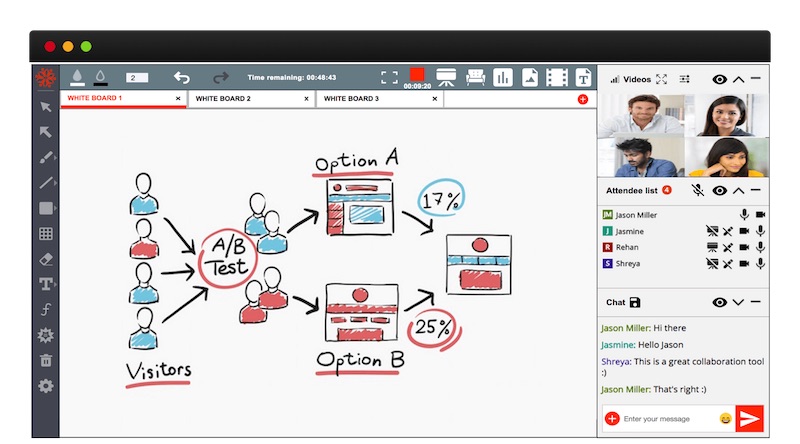 2
Time remaining: 00:48:43
00:09:20
T
WHITE BOARD 1 ×
WHITE BOARD 2 ×
WHITE BOARD 3 ×
T
f
Option A
17%
A/B
Test
25%
Option B
Visitors
Videos
Attendee list 4
JM Jason Miller
J Jasmine
R Rehan
S Shreya
Chat
Jason Miller: Hi there
Jasmine: Hello Jason
Shreya: This is a great collaboration tool
:)
Jason Miller: That's right :)
Enter your message